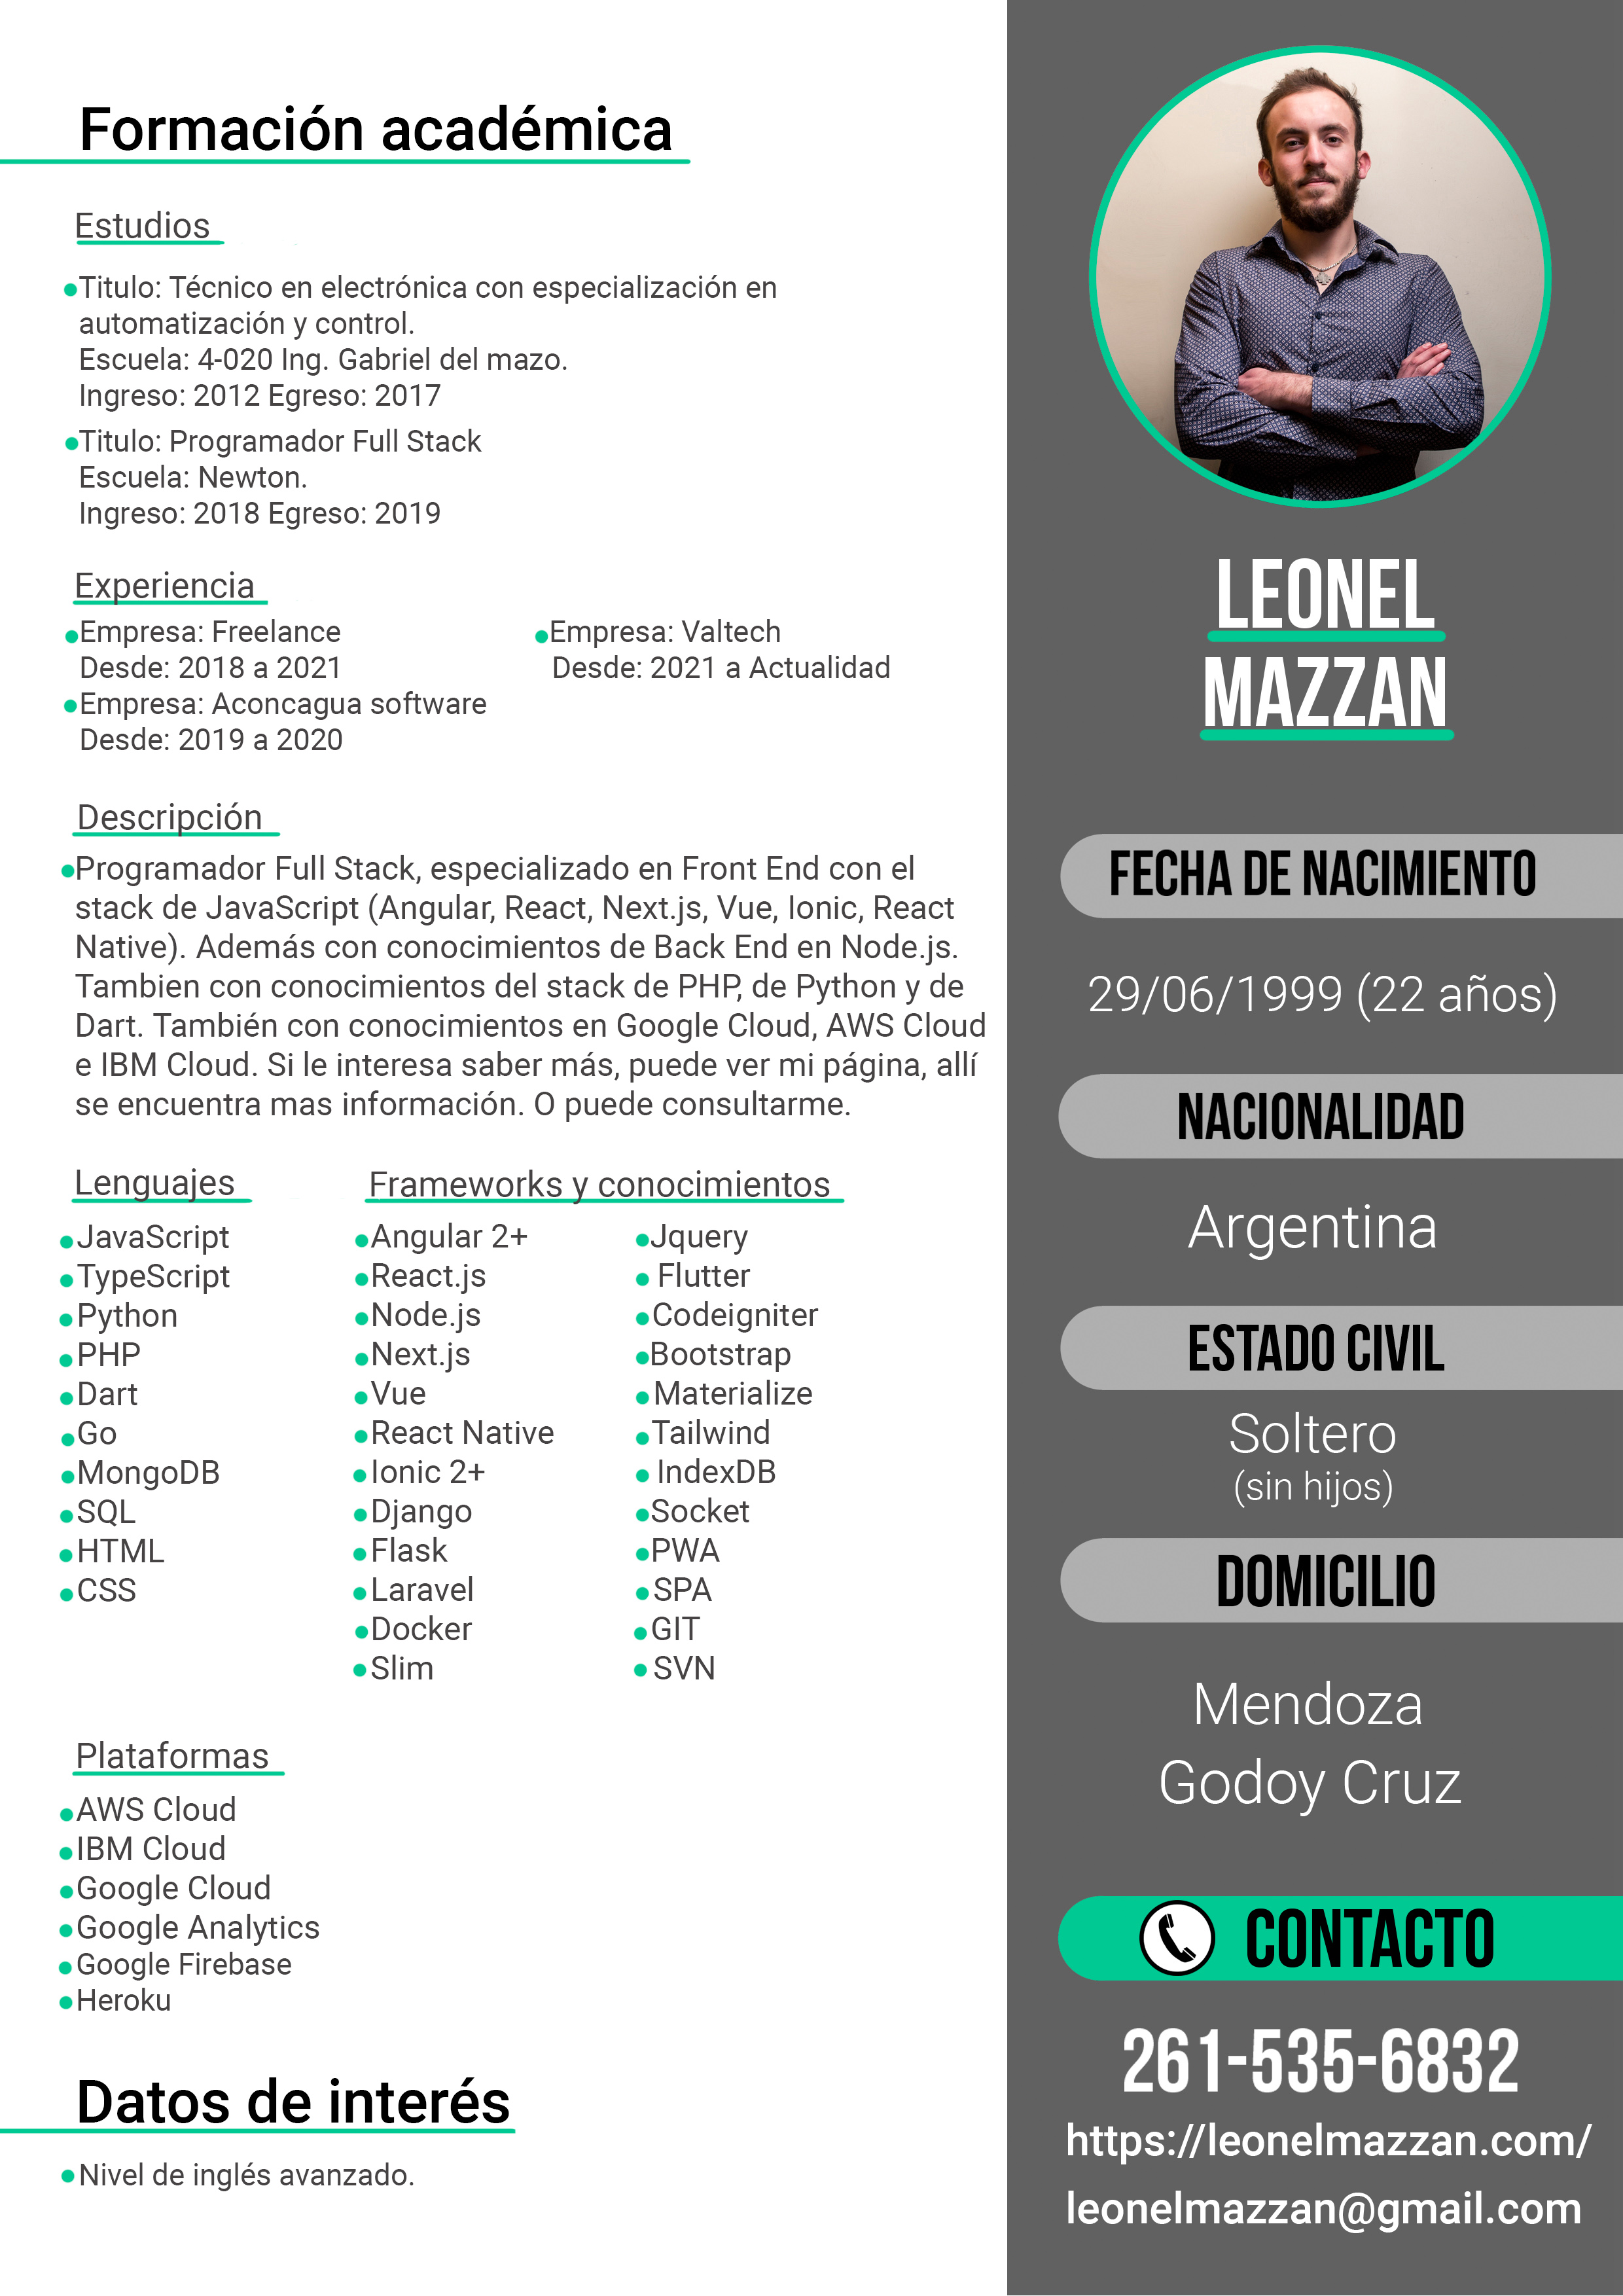 Formación académica
Estudios
Titulo: Técnico en electrónica con especialización en
automatización y control.
Escuela: 4-020 Ing. Gabriel del mazo.
Ingreso: 2012 Egreso: 2017
Titulo: Programador Full Stack
Escuela: Newton.
Ingreso: 2018 Egreso: 2019
Experiencia
Empresa: Freelance
Desde: 2018 a 2021
Empresa: Aconcagua software
Desde: 2019 a 2020
Empresa: Valtech
Desde: 2021 a Actualidad
Descripción
Programador Full Stack, especializado en Front End con el
stack de JavaScript (Angular, React, Next.js, Vue, Ionic, React
Native). Además con conocimientos de Back End en Node.js.
Tambien con conocimientos del stack de PHP, de Python y de
Dart. También con conocimientos en Google Cloud, AWS Cloud
e IBM Cloud. Si le interesa saber más, puede ver mi página, allí
se encuentra mas información. O puede consultarme.
Lenguajes
JavaScript
TypeScript
Python
PHP
Dart
Go
MongoDB
SQL
HTML
CSS
Frameworks y conocimientos
Angular 2+
React.js
Node.js
Next.js
Vue
React Native
Ionic 2+
Django
Flask
Laravel
Docker
Slim
Jquery
Flutter
Codeigniter
Bootstrap
Materialize
Tailwind
IndexDB
Socket
PWA
SPA
GIT
SVN
Plataformas
AWS Cloud
IBM Cloud
Google Cloud
Google Analytics
Google Firebase
Heroku
Datos de interés
Nivel de inglés avanzado.
LEONEL
MAZZAN
FECHA DE NACIMIENTO
29/06/1999 (22 años)
NACIONALIDAD
Argentina
ESTADO CIVIL
Soltero
(sin hijos)
DOMICILIO
Mendoza
Godoy Cruz
CONTACTO
261-535-6832
https://leonelmazzan.com/
leonelmazzan@gmail.com